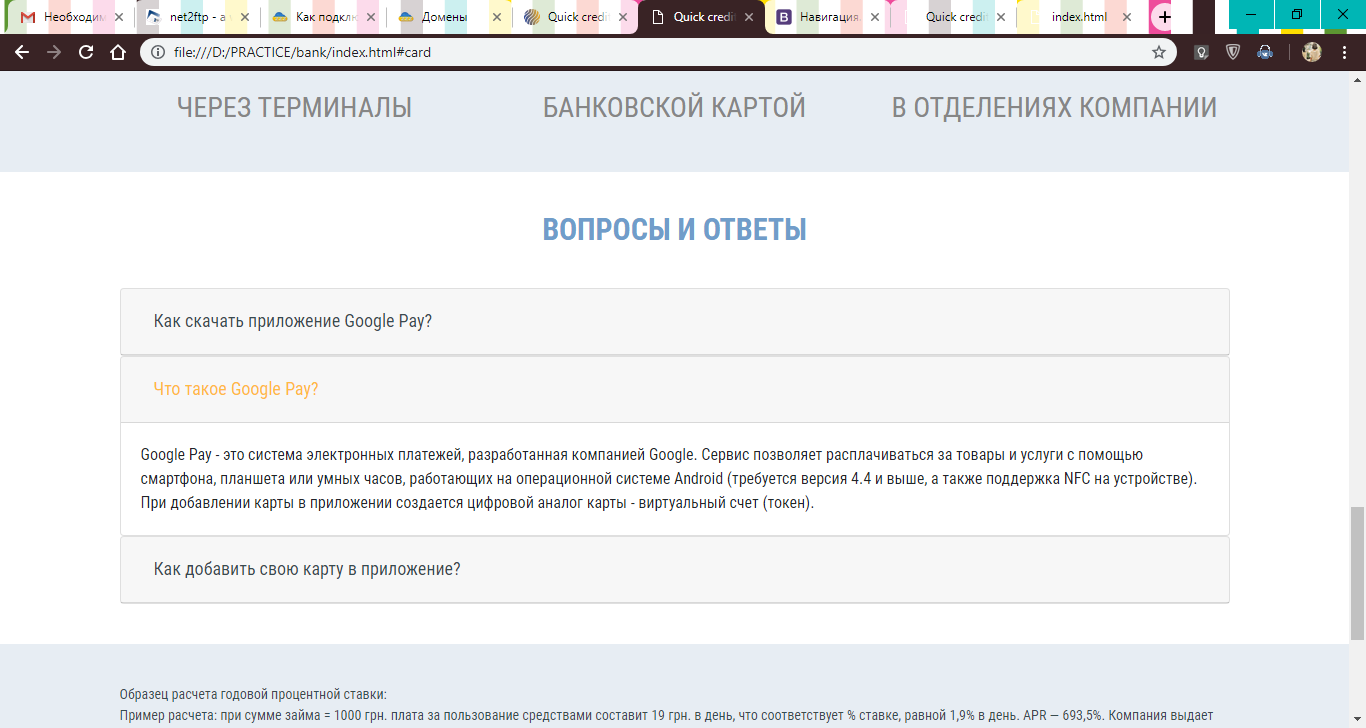 Необходим
net2ftp - a w
Как подклю
Домены
Quick credi
Quick credi
Навигация
Quick credi
index.html
file:///D:/PRACTICE/bank/index.html#card
ЧЕРЕЗ ТЕРМИНАЛЫ
БАНКОВСКОЙ КАРТОЙ
В ОТДЕЛЕНИЯХ КОМПАНИИ
ВОПРОСЫ И ОТВЕТЫ
Как скачать приложение Google Pay?
Что такое Google Pay?
Google Pay - это система электронных платежей, разработанная компанией Google. Сервис позволяет расплачиваться за товары и услуги с помощью
смартфона, планшета или умных часов, работающих на операционной системе Android (требуется версия 4.4 и выше, а также поддержка NFC на устройстве).
При добавлении карты в приложении создается цифровой аналог карты - виртуальный счет (токен).
Как добавить свою карту в приложение?
Образец расчета годовой процентной ставки:
Пример расчета: при сумме займа = 1000 грн. плата за пользование средствами составит 19 грн. в день, что соответствует % ставке, равной 1,9% в день. APR — 693,5%. Компания выдает